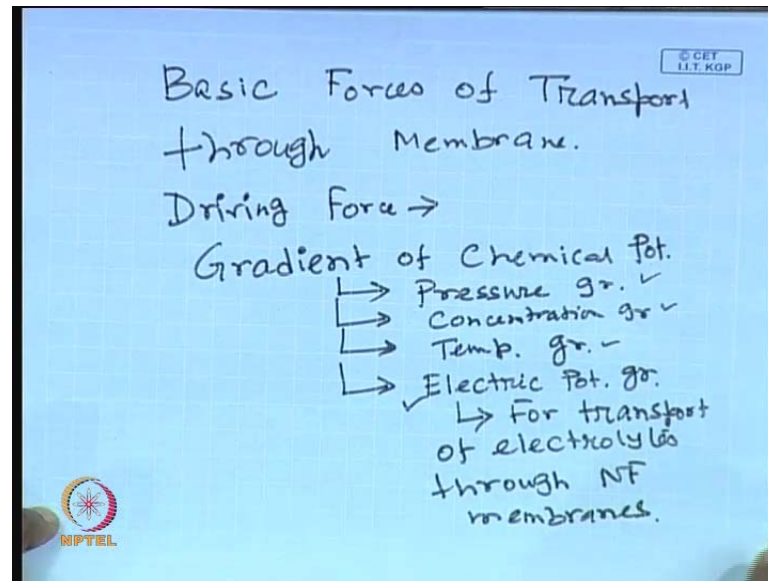 © CET
I.I.T. KGP
Basic Forces of Transport
through Membrane.
Driving Force →
Gradient of Chemical Pot.
↳ Pressure gr. ✓
↳ Concentration gr ✓
↳ Temp. gr. ✓
↳ Electric Pot. gr.
✓ ↳ For transport
of electrolytes
through NF
membranes.
NPTEL